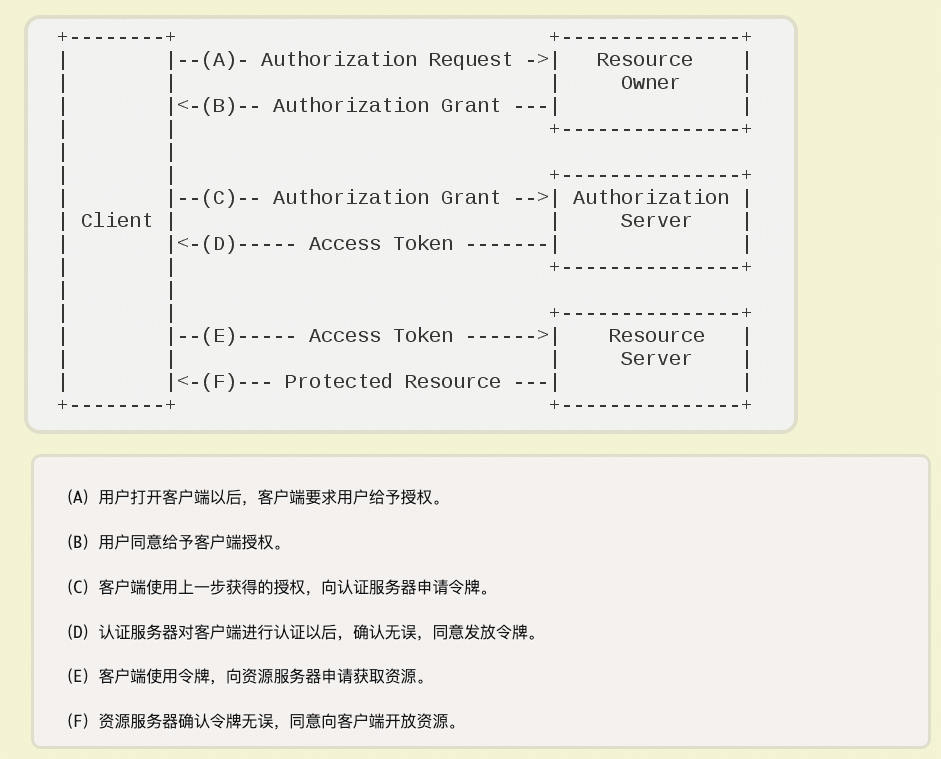 +--------+                               +---------------+
|        |--(A)- Authorization Request ->|   Resource    |
|        |                               |     Owner     |
|        |<-(B)-- Authorization Grant ---|               |
|        |                               +---------------+
|        |
|        |                               +---------------+
|        |--(C)-- Authorization Grant -->| Authorization |
| Client |                               |     Server    |
|        |<-(D)----- Access Token -------|               |
|        |                               +---------------+
|        |
|        |                               +---------------+
|        |--(E)----- Access Token ------>|    Resource   |
|        |                               |     Server    |
|        |<-(F)--- Protected Resource ---|               |
+--------+                               +---------------+
(A) 用户打开客户端以后，客户端要求用户给予授权。
(B) 用户同意给予客户端授权。
(C) 客户端使用上一步获得的授权，向认证服务器申请令牌。
(D) 认证服务器对客户端进行认证以后，确认无误，同意发放令牌。
(E) 客户端使用令牌，向资源服务器申请获取资源。
(F) 资源服务器确认令牌无误，同意向客户端开放资源。